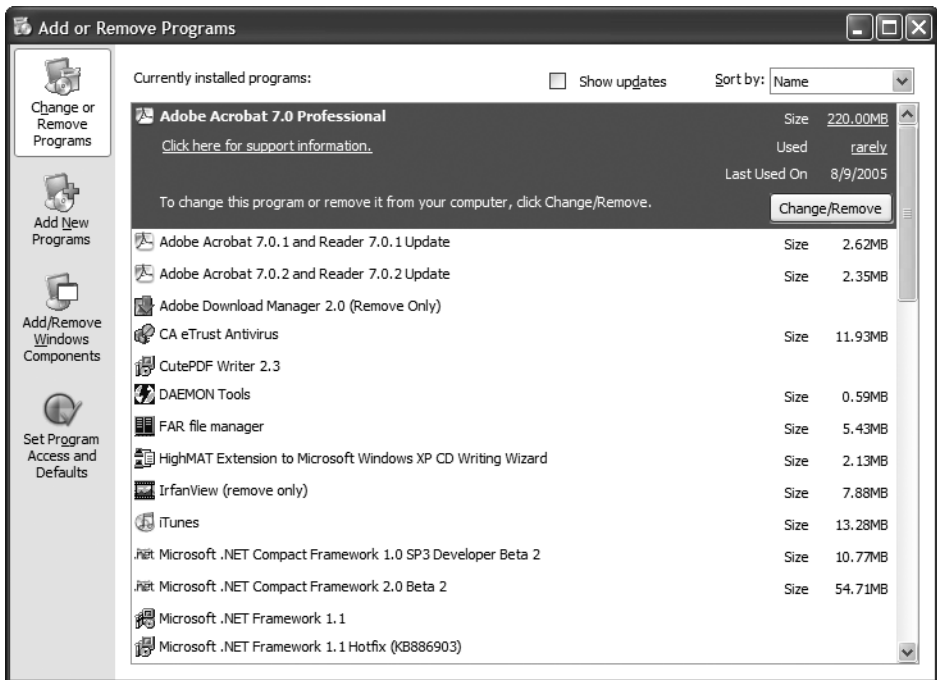 Add or Remove Programs
Change or
Remove
Programs
Add New
Programs
Add/Remove
Windows
Components
Set Program
Access and
Defaults
Currently installed programs: Show updates Sort by: Name
Adobe Acrobat 7.0 Professional Size 220.00MB
Click here for support information. Used rarely
Last Used On 8/9/2005
To change this program or remove it from your computer, click Change/Remove. Change/Remove
Adobe Acrobat 7.0.1 and Reader 7.0.1 Update Size 2.62MB
Adobe Acrobat 7.0.2 and Reader 7.0.2 Update Size 2.35MB
Adobe Download Manager 2.0 (Remove Only)
CA eTrust Antivirus Size 11.93MB
CutePDF Writer 2.3
DAEMON Tools Size 0.59MB
FAR file manager Size 5.43MB
HighMAT Extension to Microsoft Windows XP CD Writing Wizard Size 2.13MB
IrfanView (remove only) Size 7.88MB
iTunes Size 13.28MB
.net Microsoft .NET Compact Framework 1.0 SP3 Developer Beta 2 Size 10.77MB
.net Microsoft .NET Compact Framework 2.0 Beta 2 Size 54.71MB
Microsoft .NET Framework 1.1
Microsoft .NET Framework 1.1 Hotfix (KB886903)